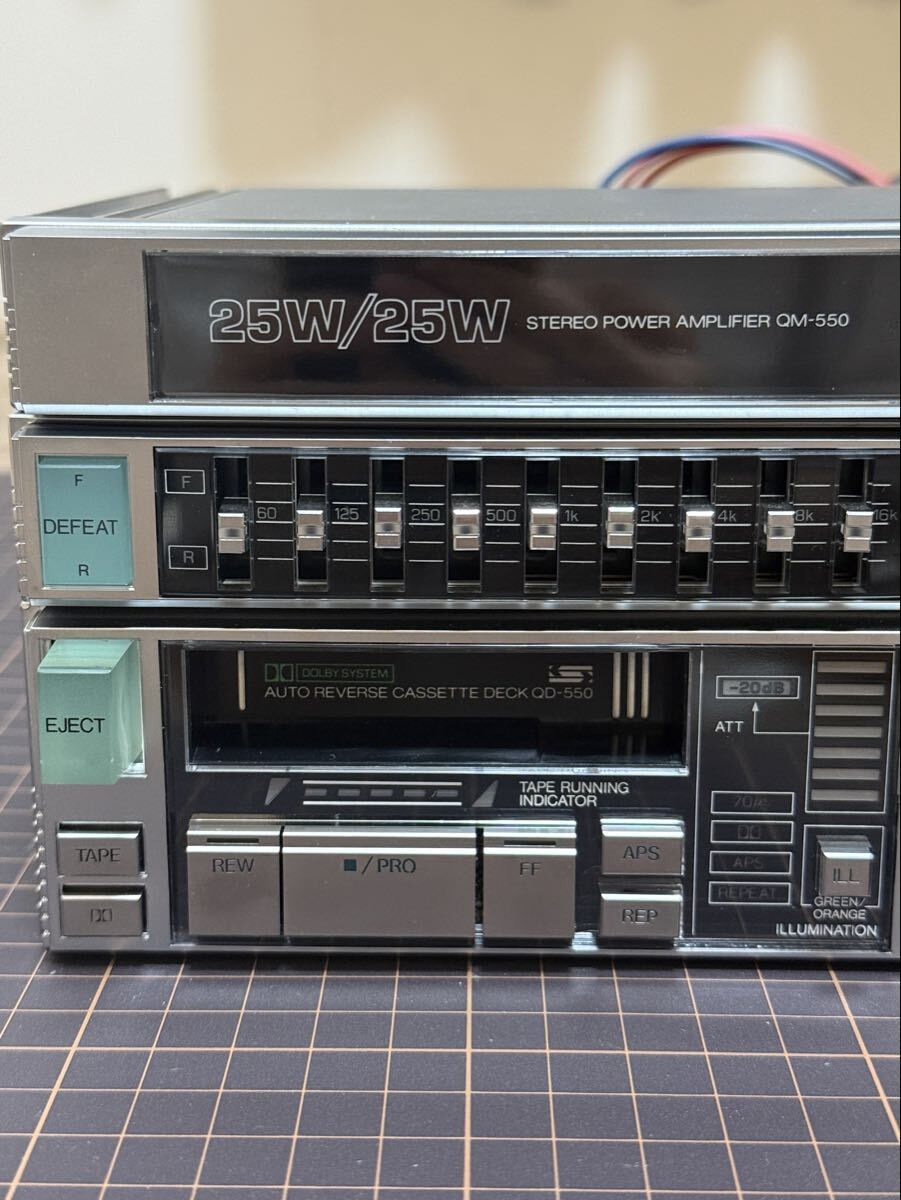 25W/25W STEREO POWER AMPLIFIER QM-550
F
DEFEAT
R
F
R
60 125 250 500 1k 2k 4k 8k 16k
EJECT
DOLBY SYSTEM
AUTO REVERSE CASSETTE DECK QD-550
-20dB
ATT
TAPE RUNNING
INDICATOR
TAPE
REW
■/PRO
FF
APS
REP
70μs
APS
REPEAT
ILL
GREEN/
ORANGE
ILLUMINATION